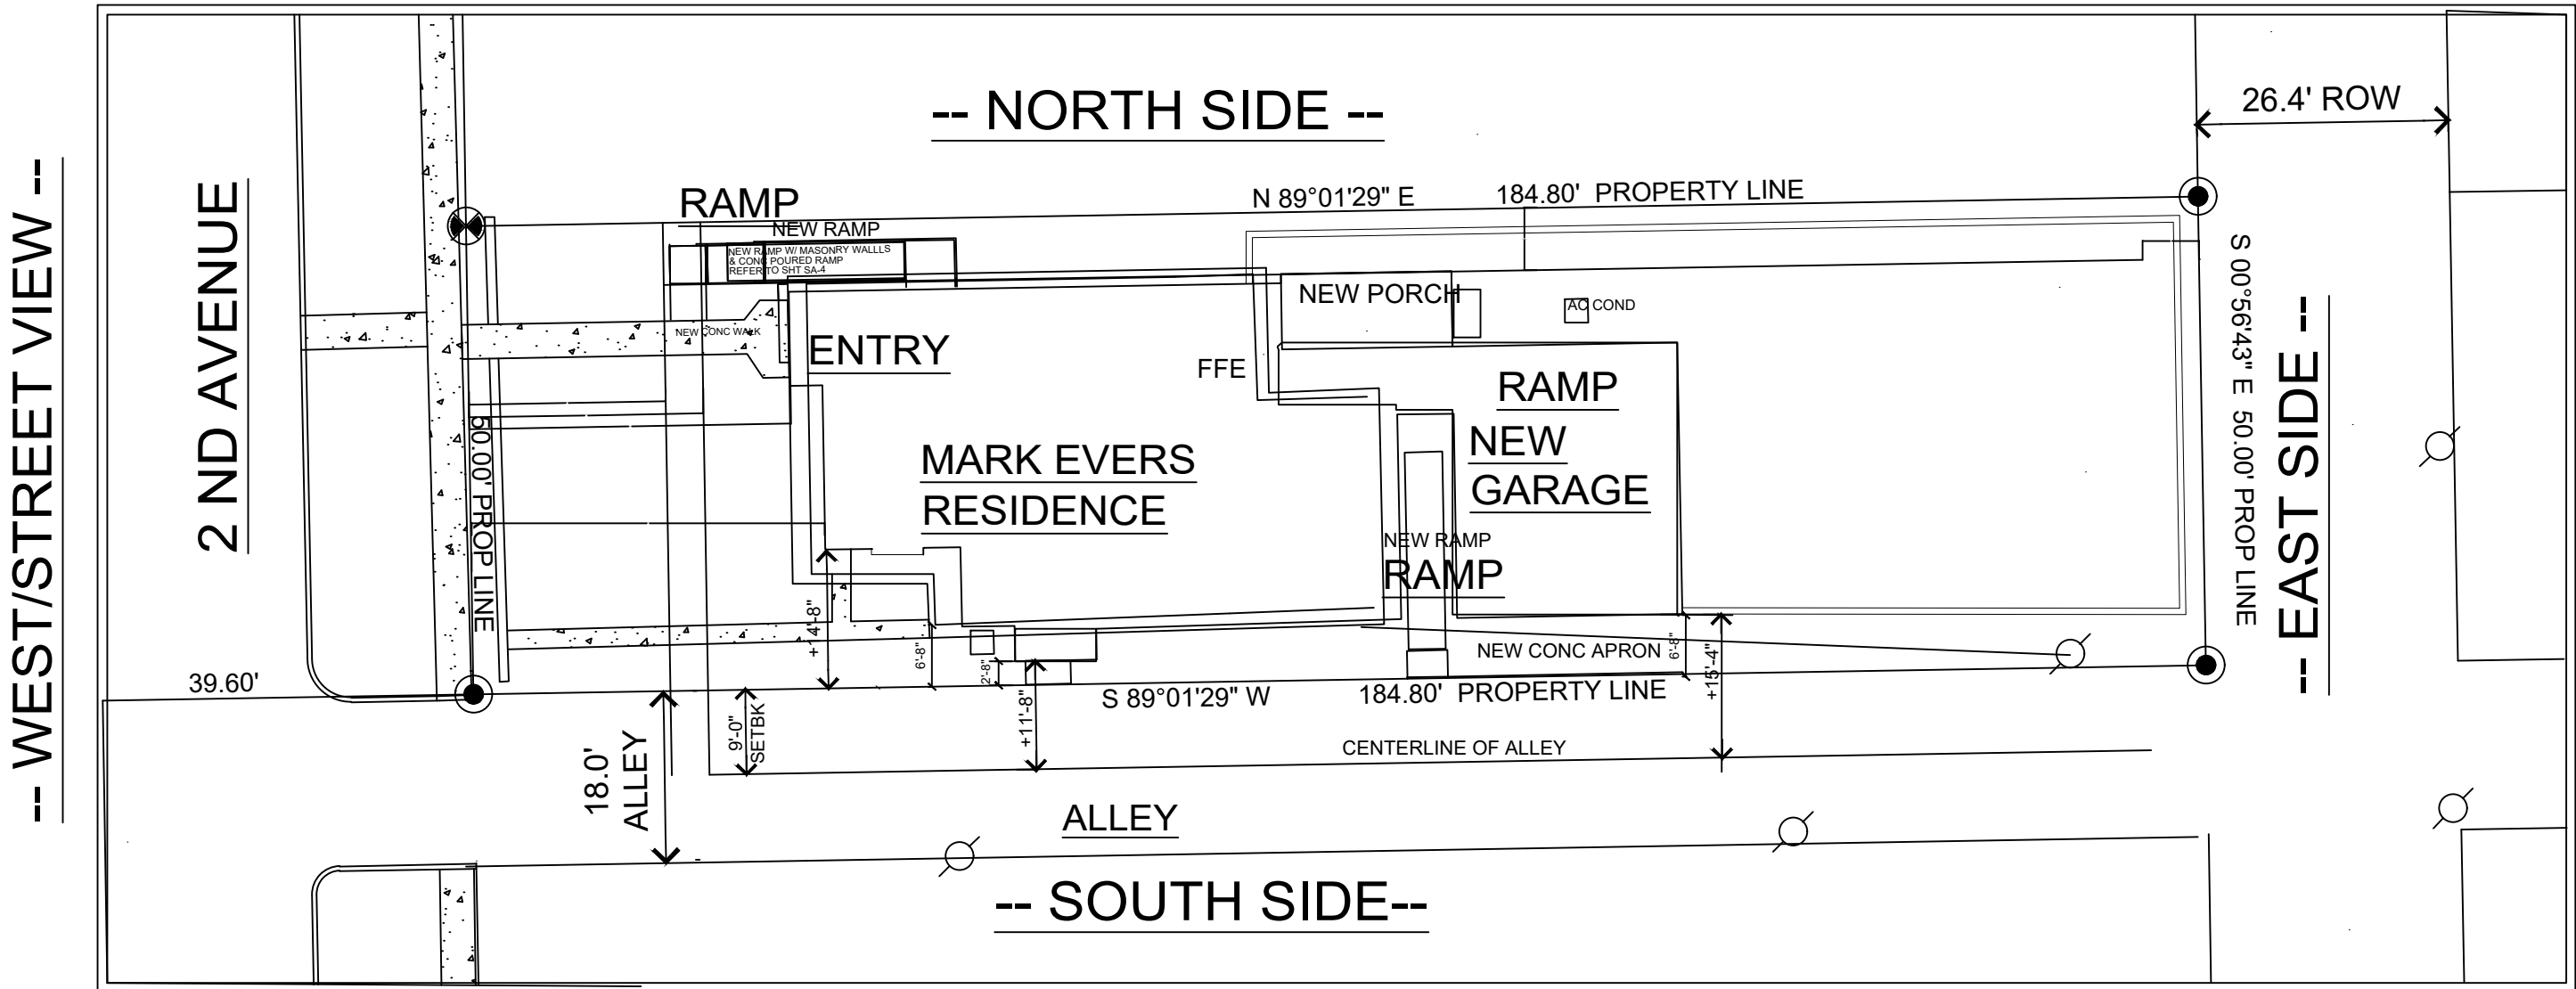 -- WEST/STREET VIEW --
2 ND AVENUE
-- NORTH SIDE --
26.4' ROW
RAMP
N 89°01'29" E 184.80' PROPERTY LINE
NEW RAMP
NEW RAMP W/ MASONRY WALLLS
& CONC POURED RAMP
REFER TO SHT SA-4
NEW PORCH
AC COND
NEW CONC WALK
ENTRY
FFE
RAMP
NEW
GARAGE
MARK EVERS
RESIDENCE
50.00' PROP LINE
S 00°56'43" E 50.00' PROP LINE
-- EAST SIDE --
NEW RAMP
RAMP
+14'-8"
6'-8"
2'-8"
+11'-8"
NEW CONC APRON
6'-8"
+15'-4"
39.60'
S 89°01'29" W 184.80' PROPERTY LINE
9'-0"
SETBK
18.0'
ALLEY
CENTERLINE OF ALLEY
ALLEY
-- SOUTH SIDE--